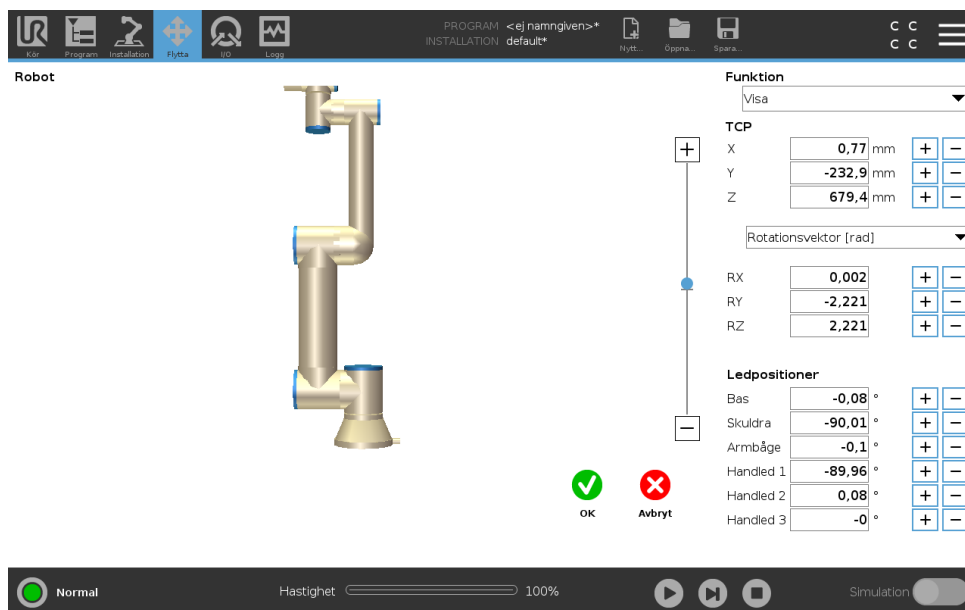 UR
PROGRAM <ej namngiven>*
INSTALLATION default*
C C
C C
Kör Program Installation Flytta I/O Logg Nytt... Öppna... Spara...
Robot
Funktion
Visa
TCP
X 0,77 mm + −
Y -232,9 mm + −
Z 679,4 mm + −
Rotationsvektor [rad]
RX 0,002 + −
RY -2,221 + −
RZ 2,221 + −
Ledpositioner
Bas -0,08 ° + −
Skuldra -90,01 ° + −
Armbåge -0,1 ° + −
Handled 1 -89,96 ° + −
Handled 2 0,08 ° + −
Handled 3 -0 ° + −
+
−
OK Avbryt
Normal Hastighet 100% Simulation